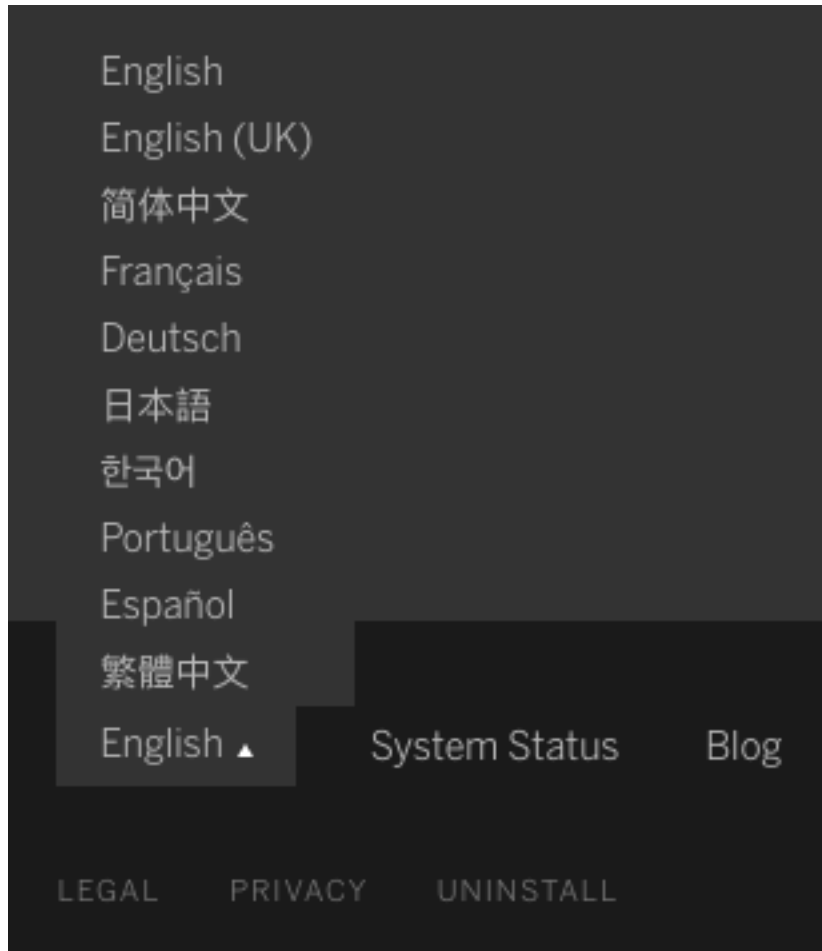 English
English (UK)
简体中文
Français
Deutsch
日本語
한국어
Português
Español
繁體中文
English ▲ System Status Blog
LEGAL PRIVACY UNINSTALL